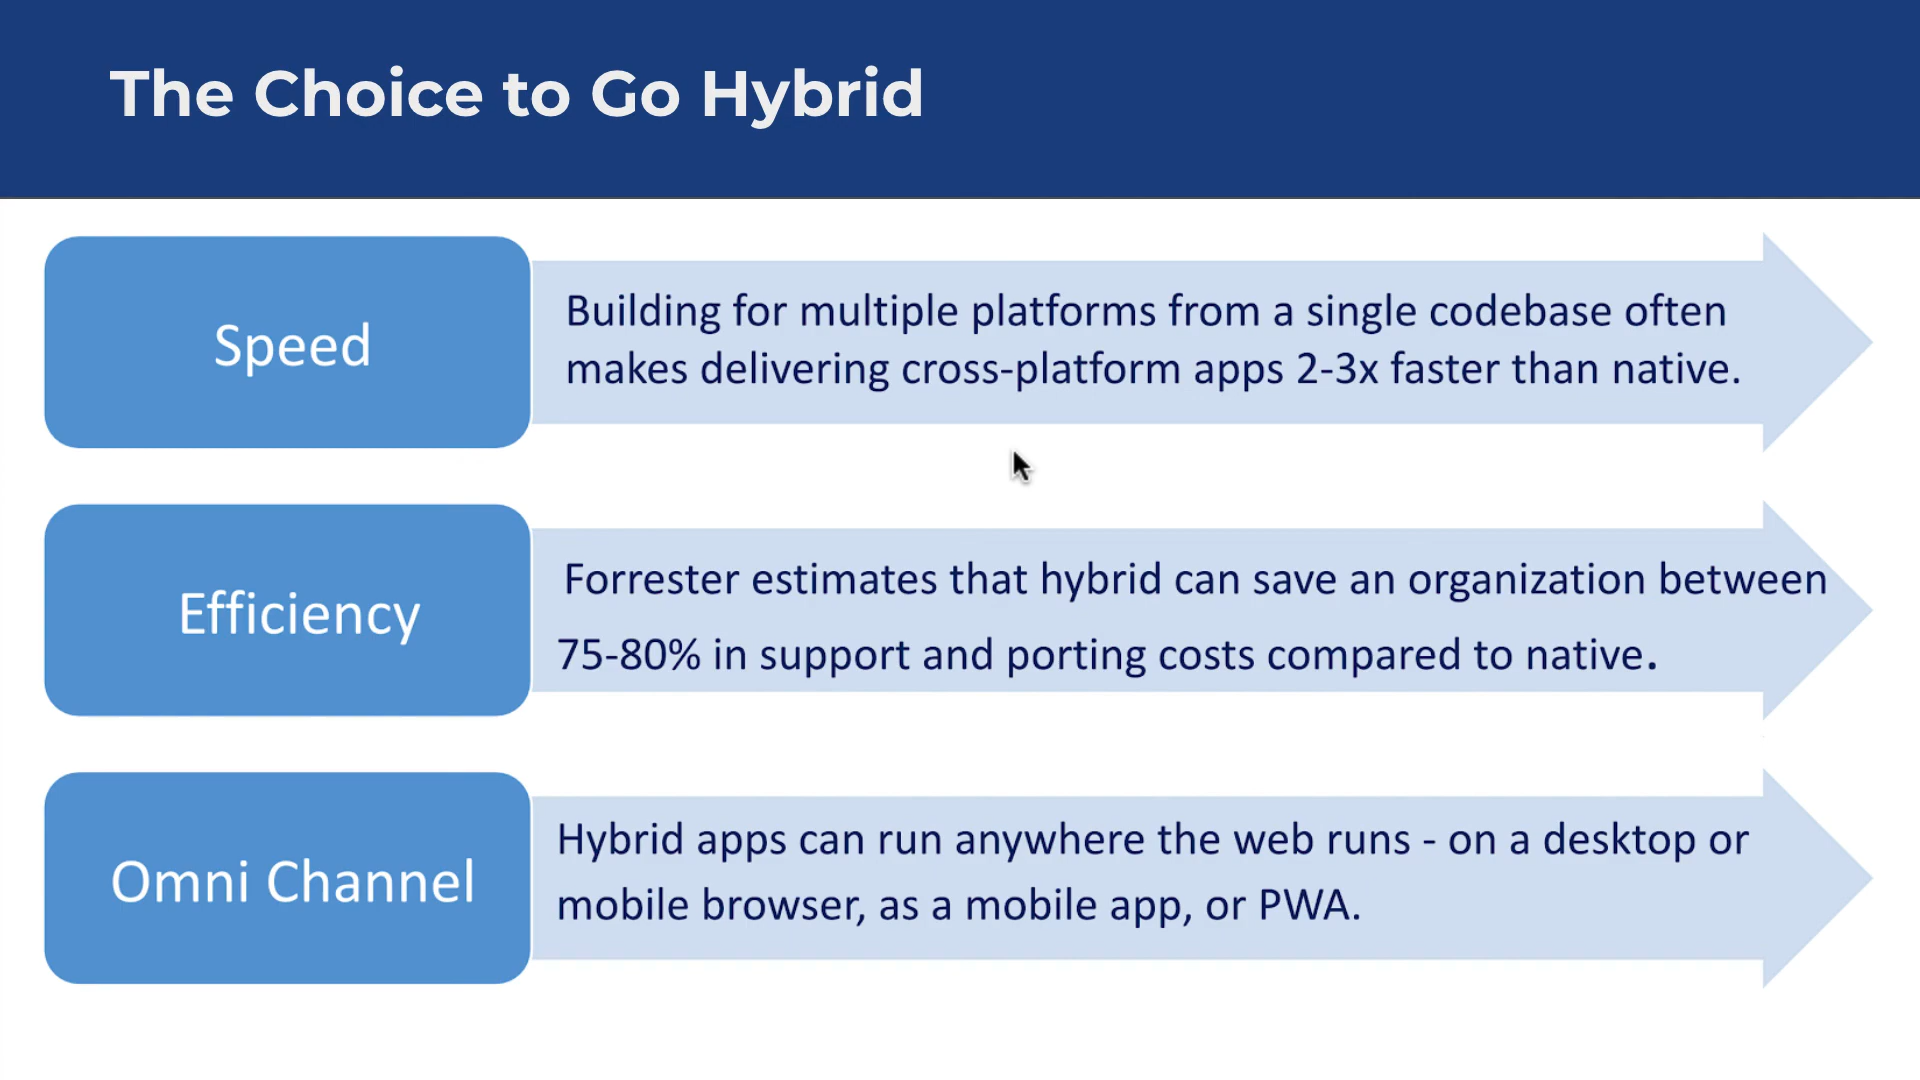 The Choice to Go Hybrid
Speed
Building for multiple platforms from a single codebase often
makes delivering cross-platform apps 2-3x faster than native.
Efficiency
Forrester estimates that hybrid can save an organization between
75-80% in support and porting costs compared to native.
Omni Channel
Hybrid apps can run anywhere the web runs - on a desktop or
mobile browser, as a mobile app, or PWA.